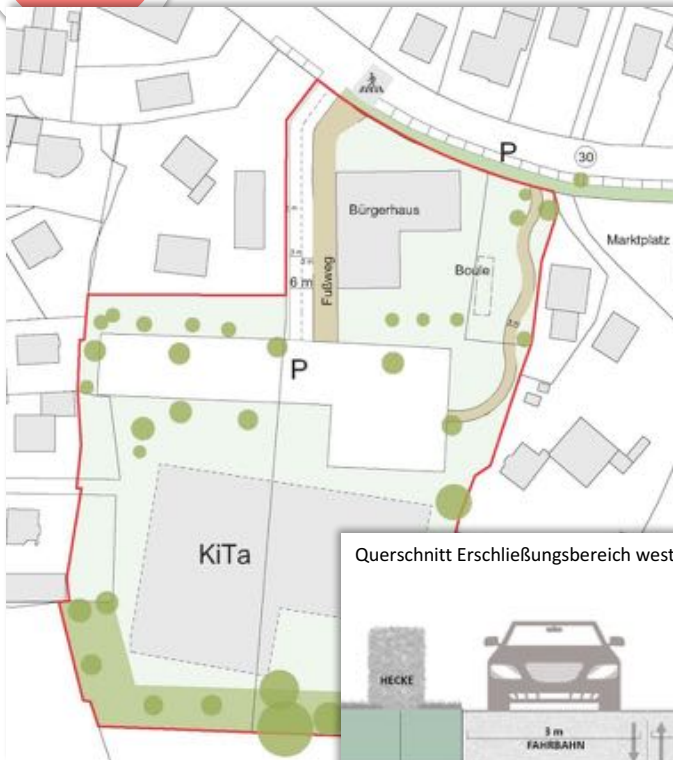 P
30
Bürgerhaus
Marktplatz
Boule
6 m
Fußweg
P
KiTa
Querschnitt Erschließungsbereich west
HECKE
3 m
FAHRBAHN